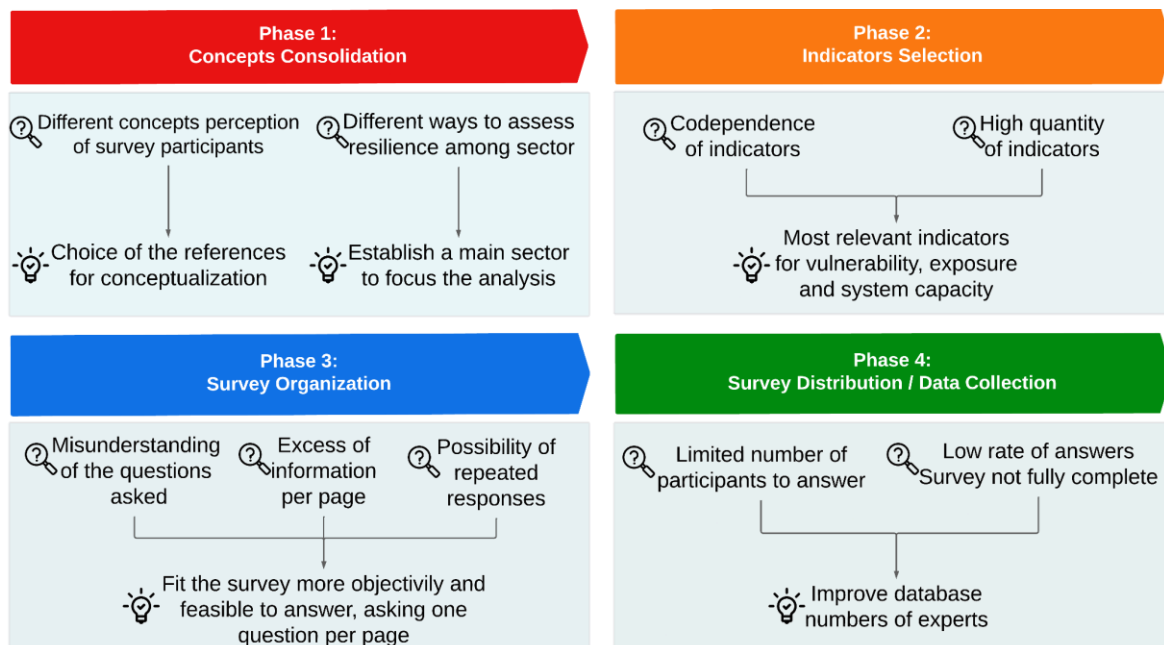 Phase 1:
Concepts Consolidation
Different concepts perception
of survey participants
Different ways to assess
resilience among sector
Choice of the references
for conceptualization
Establish a main sector
to focus the analysis
Phase 2:
Indicators Selection
Codependence
of indicators
High quantity
of indicators
Most relevant indicators
for vulnerability, exposure
and system capacity
Phase 3:
Survey Organization
Misunderstanding
of the questions
asked
Excess of
information
per page
Possibility of
repeated
responses
Fit the survey more objectivily and
feasible to answer, asking one
question per page
Phase 4:
Survey Distribution / Data Collection
Limited number of
participants to answer
Low rate of answers
Survey not fully complete
Improve database
numbers of experts